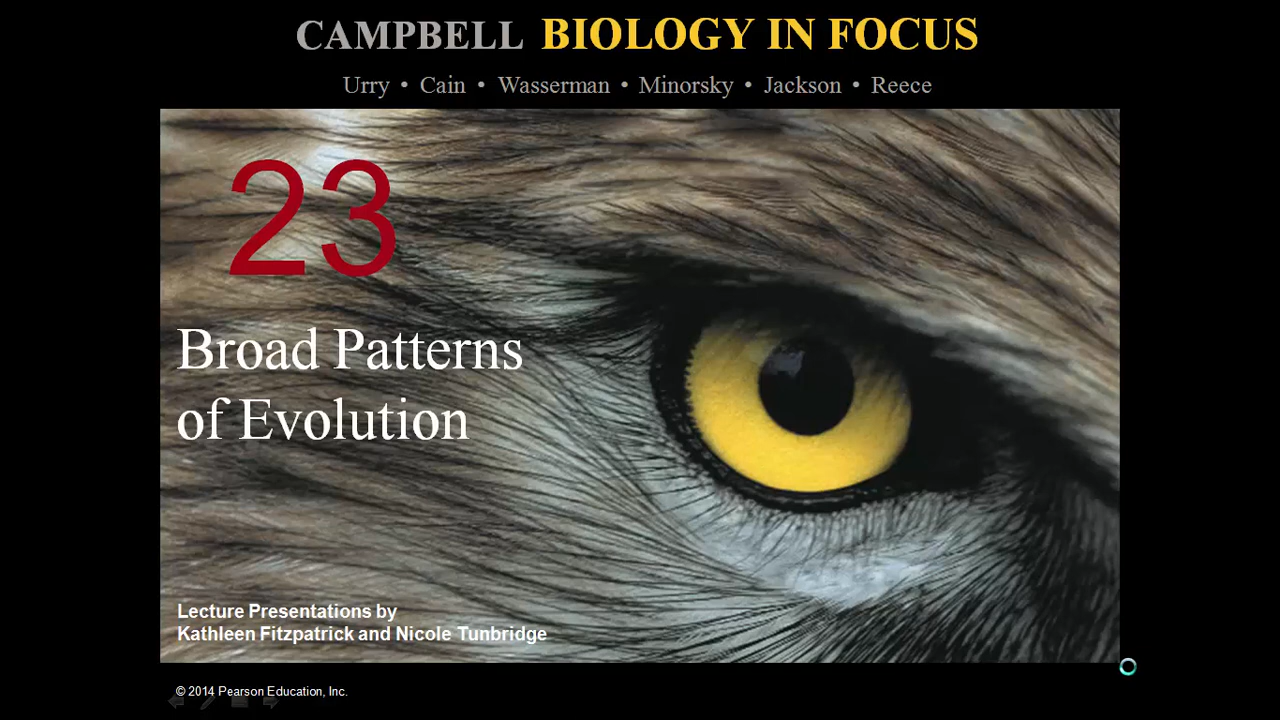 CAMPBELL BIOLOGY IN FOCUS
Urry • Cain • Wasserman • Minorsky • Jackson • Reece
23
Broad Patterns
of Evolution
Lecture Presentations by
Kathleen Fitzpatrick and Nicole Tunbridge
© 2014 Pearson Education, Inc.